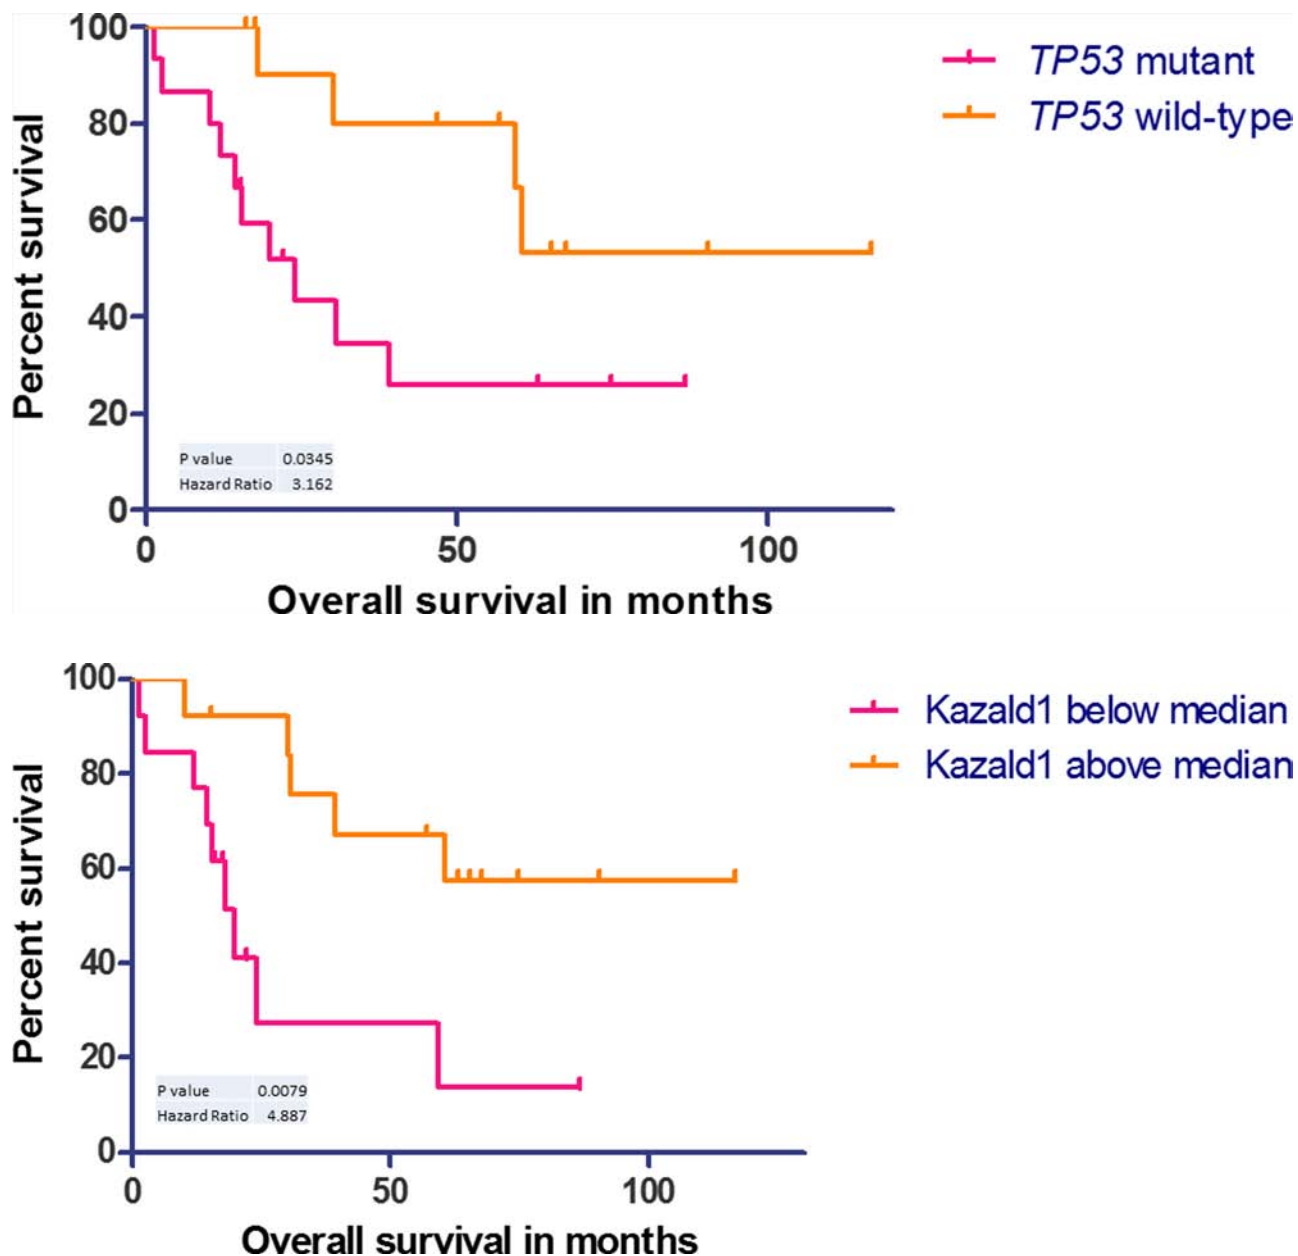 100
80
60
40
20
0
Percent survival
TP53 mutant
TP53 wild-type
P value 0.0345
Hazard Ratio 3.162
0 50 100
Overall survival in months
100
80
60
40
20
0
Percent survival
Kazald1 below median
Kazald1 above median
P value 0.0079
Hazard Ratio 4.887
0 50 100
Overall survival in months